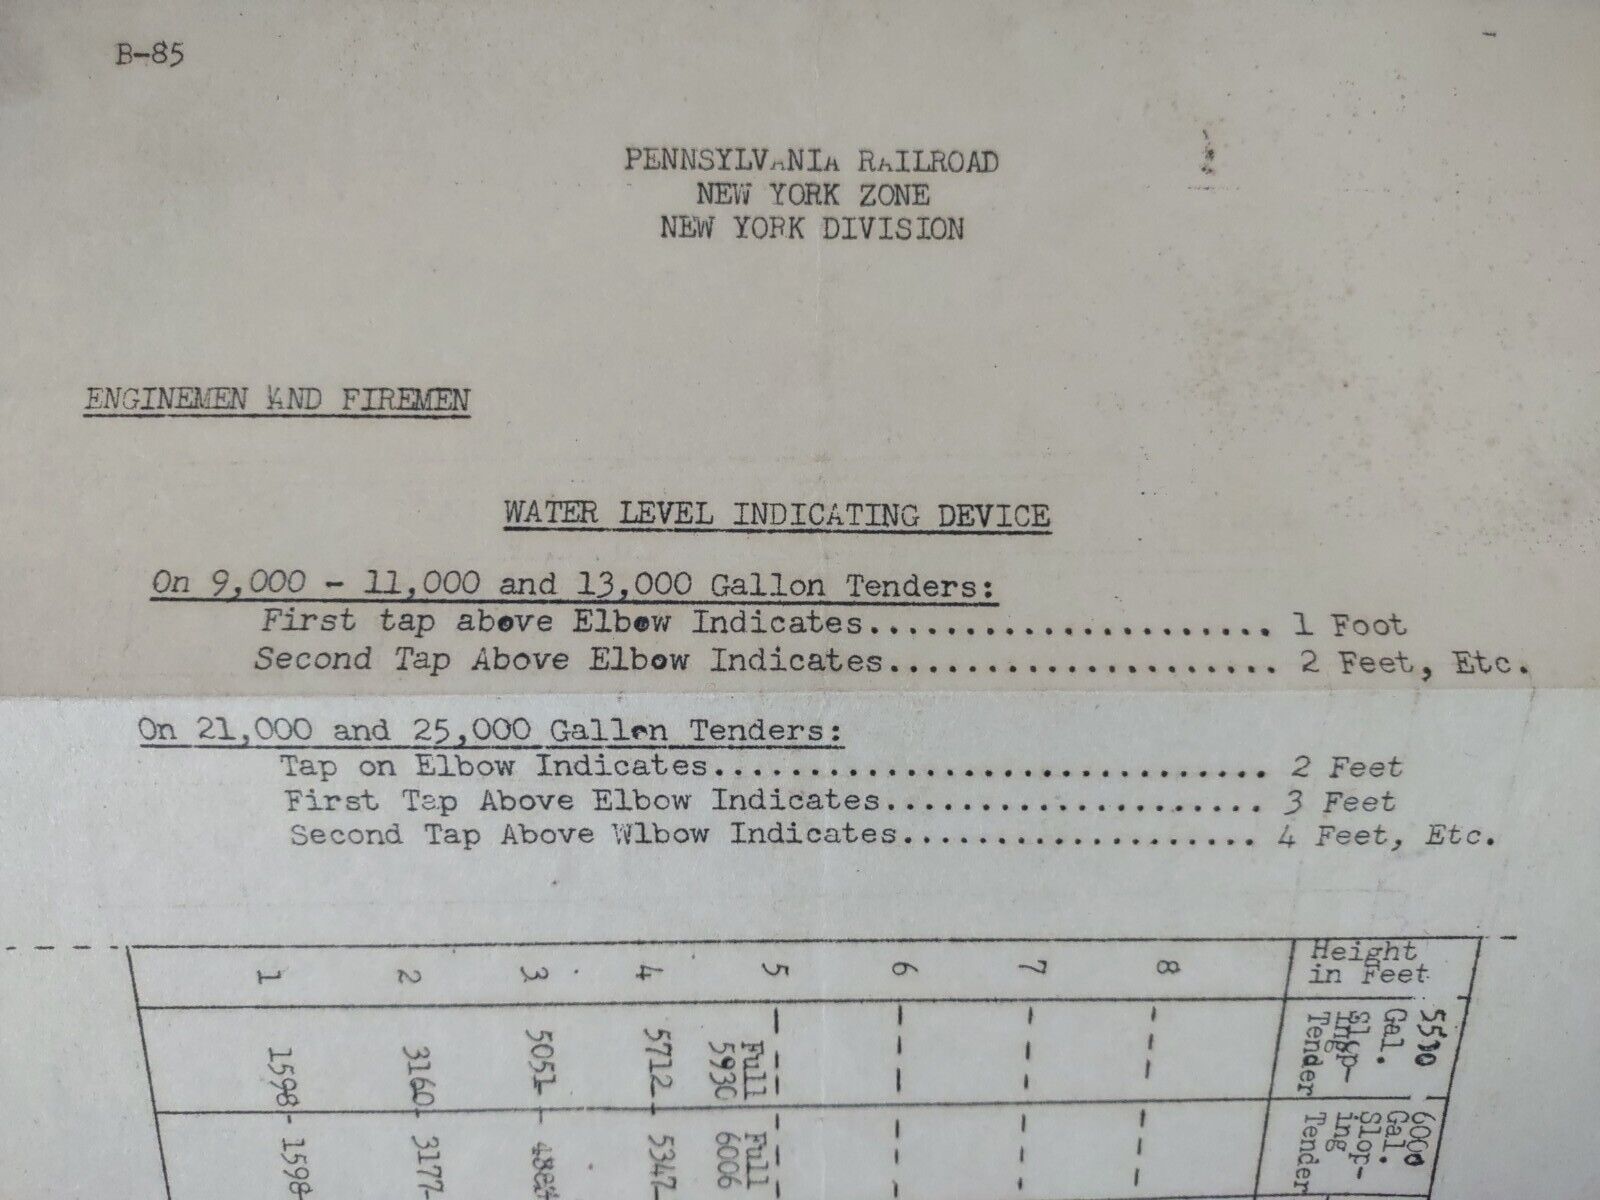 B-85
PENNSYLVANIA RAILROAD
NEW YORK ZONE
NEW YORK DIVISION
ENGINEMEN AND FIREMEN
WATER LEVEL INDICATING DEVICE
On 9,000 - 11,000 and 13,000 Gallon Tenders:
First tap above Elbow Indicates...................... 1 Foot
Second Tap Above Elbow Indicates..................... 2 Feet, Etc.
On 21,000 and 25,000 Gallon Tenders:
Tap on Elbow Indicates............................. 2 Feet
First Tap Above Elbow Indicates.................... 3 Feet
Second Tap Above Wlbow Indicates................... 4 Feet, Etc.
Height
in Feet
8
7
6
5
4
3
2
1
Gal.
Tender
Full
5930
5712
5051
3160
1598
6000
Gal.
Slop-
ing
Tender
Full
6006
5347
3177
1598